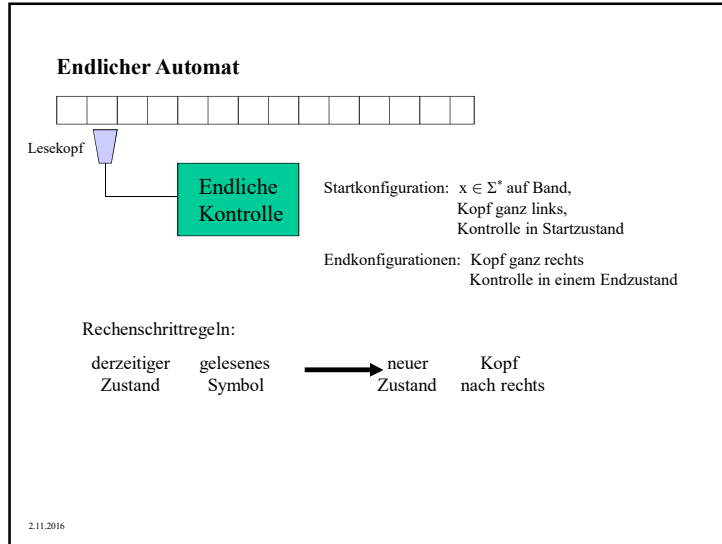 Endlicher Automat
Lesekopf
Endliche
Kontrolle
Startkonfiguration: x ∈ Σ* auf Band,
Kopf ganz links,
Kontrolle in Startzustand
Endkonfigurationen: Kopf ganz rechts
Kontrolle in einem Endzustand
Rechenschrittregeln:
derzeitiger gelesenes neuer Kopf
Zustand Symbol Zustand nach rechts
2.11.2016